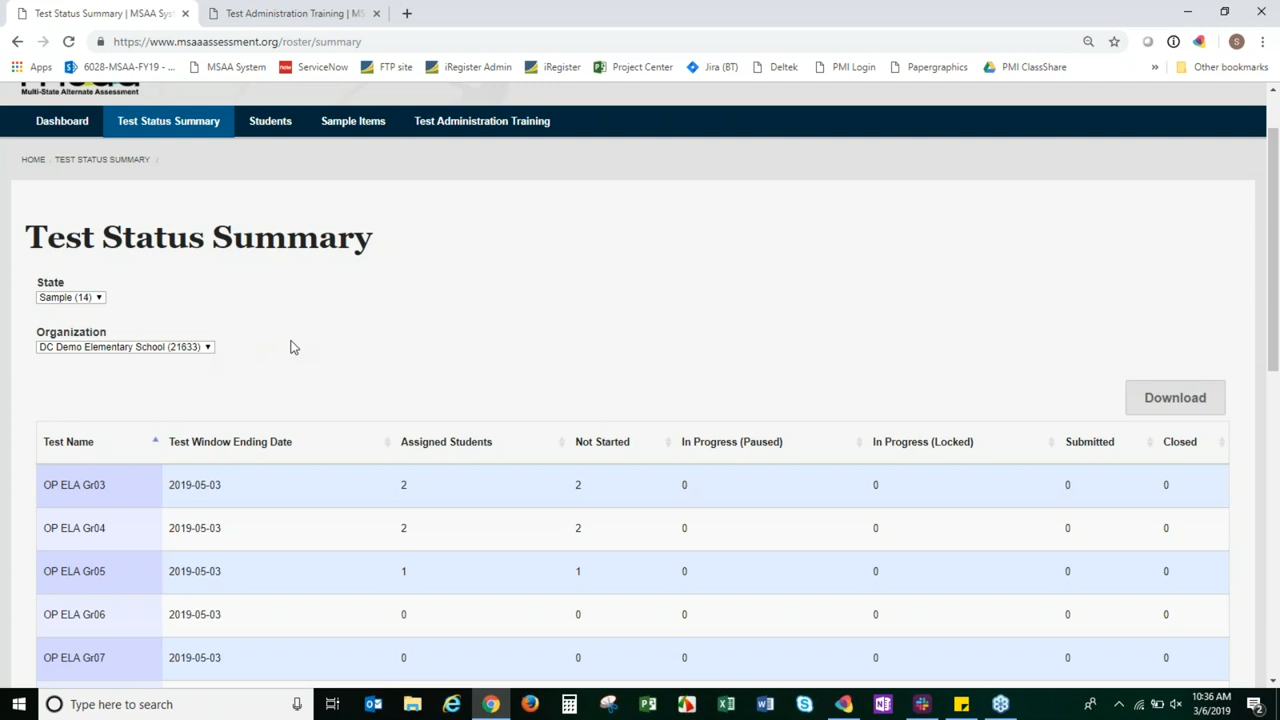 Test Status Summary | MSAA Sys
Test Administration Training | MS
https://www.msaaassessment.org/roster/summary
Apps
6028-MSAA-FY19 - ...
MSAA System
now
ServiceNow
FTP site
iRegister Admin
iRegister
Project Center
Jira (BT)
Deltek
PMI Login
Papergraphics
PMI ClassShare
»
Other bookmarks
Multi-State Alternate Assessment
Dashboard
Test Status Summary
Students
Sample Items
Test Administration Training
HOME / TEST STATUS SUMMARY /
Test Status Summary
State
Sample (14)
Organization
DC Demo Elementary School (21633)
Download
Test Name Test Window Ending Date Assigned Students Not Started In Progress (Paused) In Progress (Locked) Submitted Closed
OP ELA Gr03 2019-05-03 2 2 0 0 0 0
OP ELA Gr04 2019-05-03 2 2 0 0 0 0
OP ELA Gr05 2019-05-03 1 1 0 0 0 0
OP ELA Gr06 2019-05-03 0 0 0 0 0 0
OP ELA Gr07 2019-05-03 0 0 0 0 0 0
Type here to search
10:36 AM
3/6/2019
2